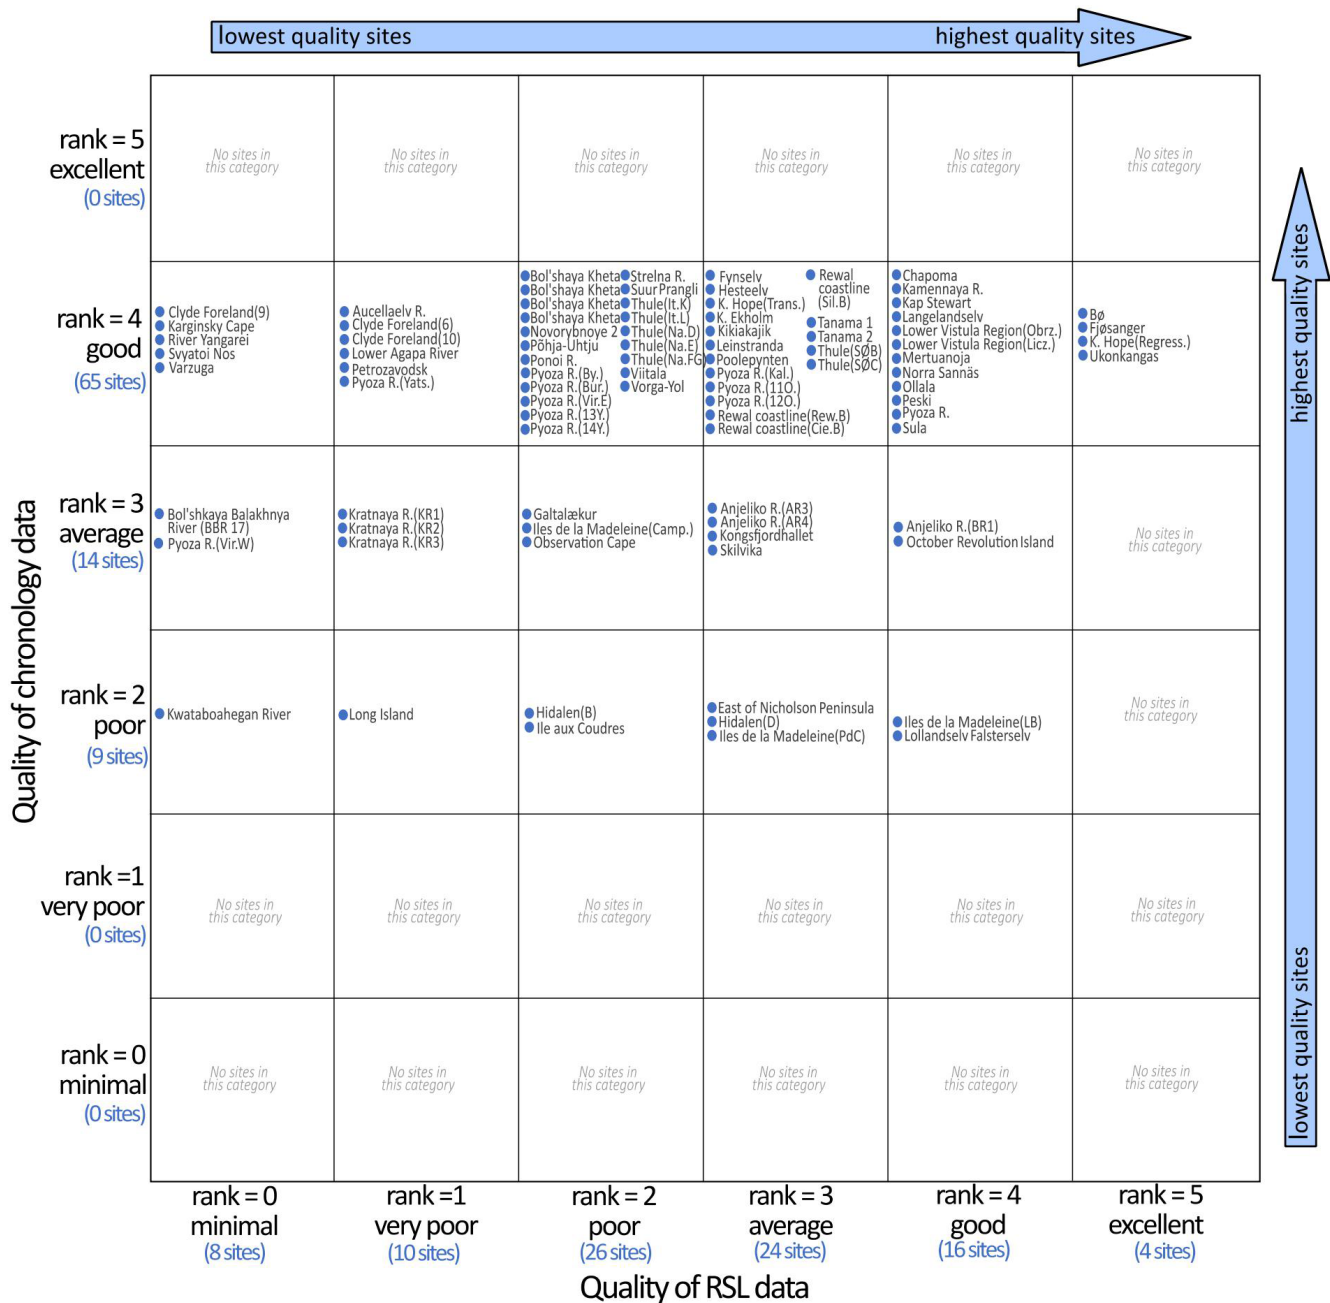 lowest quality sites
highest quality sites
rank = 5
excellent
(0 sites)
No sites in
this category
No sites in
this category
No sites in
this category
No sites in
this category
No sites in
this category
No sites in
this category
rank = 4
good
(65 sites)
Clyde Foreland(9)
Karginsky Cape
River Yangarei
Svyatoi Nos
Varzuga
Aucellaelv R.
Clyde Foreland(6)
Clyde Foreland(10)
Lower Agapa River
Petrozavodsk
Pyoza R.(Yats.)
Bol'shaya Kheta
Bol'shaya Kheta
Bol'shaya Kheta
Bol'shaya Kheta
Novorybnoye 2
Põhja-Uhtju
Ponoi R.
Pyoza R.(By.)
Pyoza R.(Bur.)
Pyoza R.(Vir.E)
Pyoza R.(13Y.)
Pyoza R.(14Y.)
Strelna R.
Suur Prangli
Thule(It.K)
Thule(It.L)
Thule(Na.D)
Thule(Na.E)
Thule(Na.FG)
Viitala
Vorga-Yol
Fynselv
Hesteelv
K. Hope(Trans.)
K. Ekholm
Kikiakajik
Leinstranda
Poolepynten
Pyoza R.(Kal.)
Pyoza R.(11O.)
Pyoza R.(12O.)
Rewal coastline(Rew.B)
Rewal coastline(Cie.B)
Rewal
coastline
(Sil.B)
Tanama 1
Tanama 2
Thule(SØB)
Thule(SØC)
Chapoma
Kamennaya R.
Kap Stewart
Langelandselv
Lower Vistula Region(Obrz.)
Lower Vistula Region(Licz.)
Mertuanoja
Norra Sannäs
Ollala
Peski
Pyoza R.
Sula
Bø
Fjøsanger
K. Hope(Regress.)
Ukonkangas
rank = 3
average
(14 sites)
Bol'shkaya Balakhnya
River (BBR 17)
Pyoza R.(Vir.W)
Kratnaya R.(KR1)
Kratnaya R.(KR2)
Kratnaya R.(KR3)
Galtalækur
Iles de la Madeleine(Camp.)
Observation Cape
Anjeliko R.(AR3)
Anjeliko R.(AR4)
Kongsfjordhallet
Skilvika
Anjeliko R.(BR1)
October Revolution Island
No sites in
this category
rank = 2
poor
(9 sites)
Kwataboahegan River
Long Island
Hidalen(B)
Ile aux Coudres
East of Nicholson Peninsula
Hidalen(D)
Iles de la Madeleine(PdC)
Iles de la Madeleine(LB)
Lollandselv Falsterselv
No sites in
this category
rank =1
very poor
(0 sites)
No sites in
this category
No sites in
this category
No sites in
this category
No sites in
this category
No sites in
this category
No sites in
this category
rank = 0
minimal
(0 sites)
No sites in
this category
No sites in
this category
No sites in
this category
No sites in
this category
No sites in
this category
No sites in
this category
Quality of chronology data
highest quality sites
lowest quality sites
rank = 0
minimal
(8 sites)
rank =1
very poor
(10 sites)
rank = 2
poor
(26 sites)
rank = 3
average
(24 sites)
rank = 4
good
(16 sites)
rank = 5
excellent
(4 sites)
Quality of RSL data